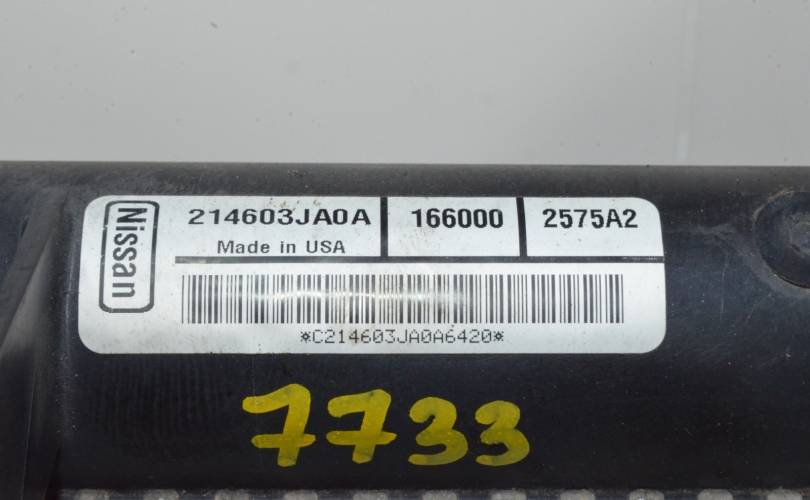 Nissan
214603JA0A 166000 2575A2
Made in USA
*C214603JA0A6420*
7733